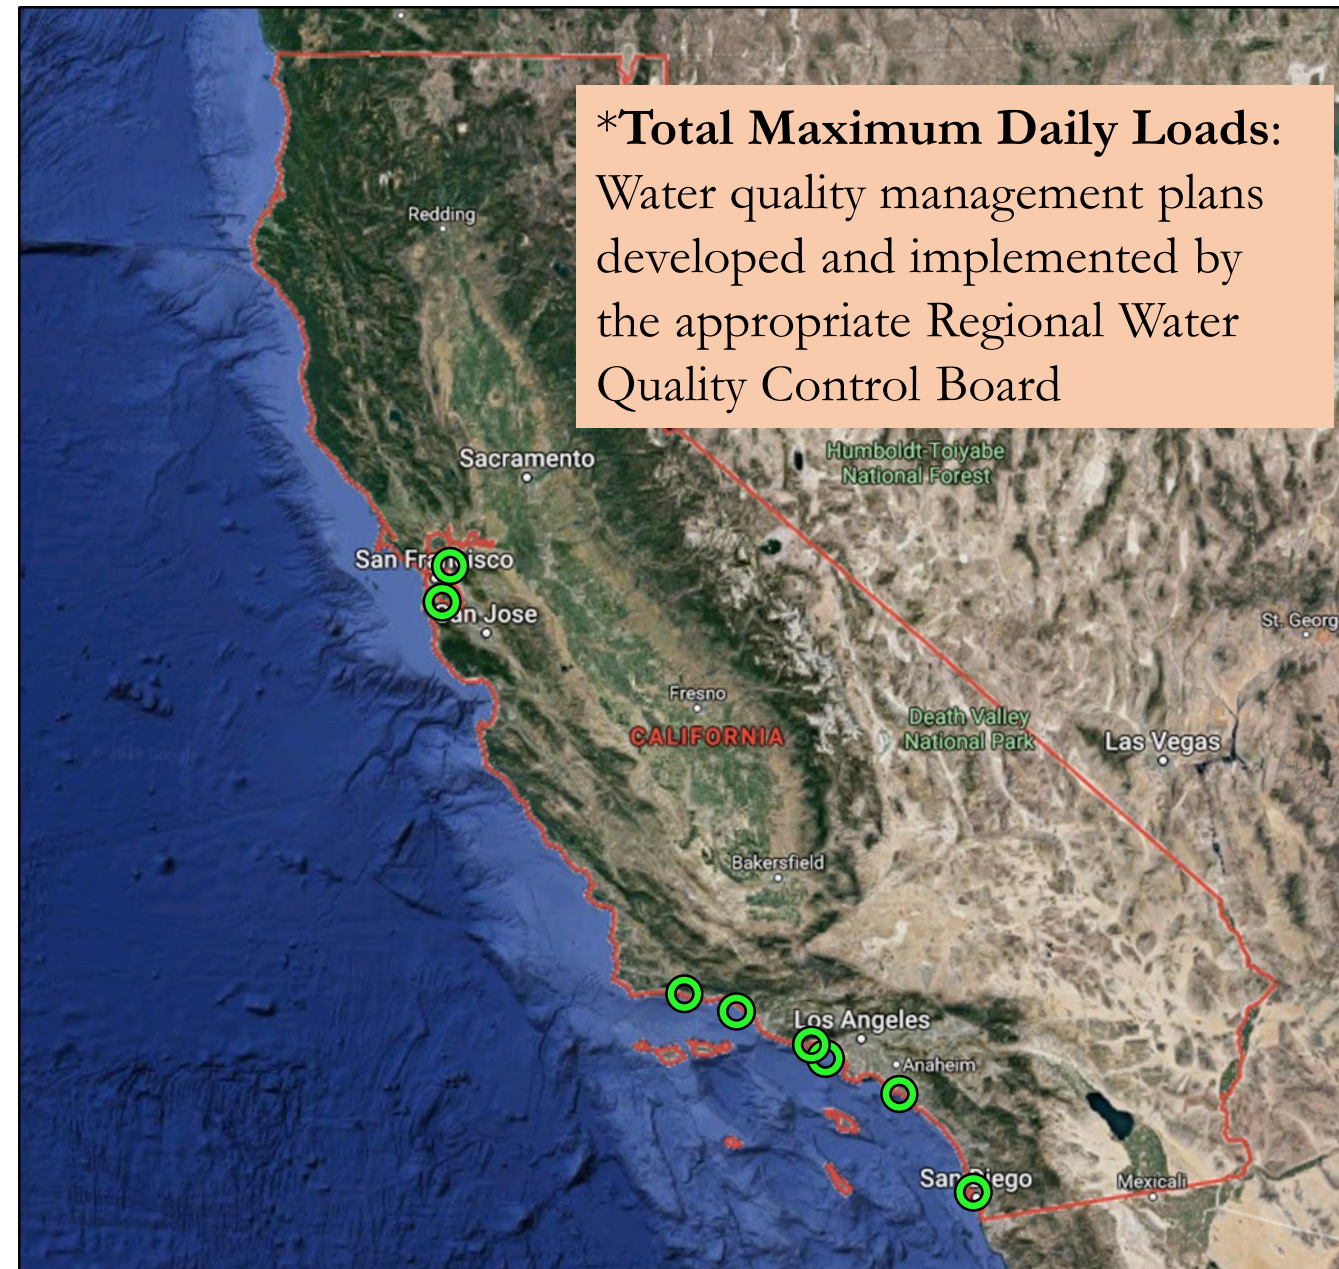 *Total Maximum Daily Loads:
Water quality management plans
developed and implemented by
the appropriate Regional Water
Quality Control Board
Redding
Humboldt-Toiyabe
National Forest
Sacramento
San Francisco
San Jose
St. Georg
Fresno
CALIFORNIA
Death Valley
National Park
Las Vegas
Bakersfield
Los Angeles
Anaheim
San Diego
Mexicali